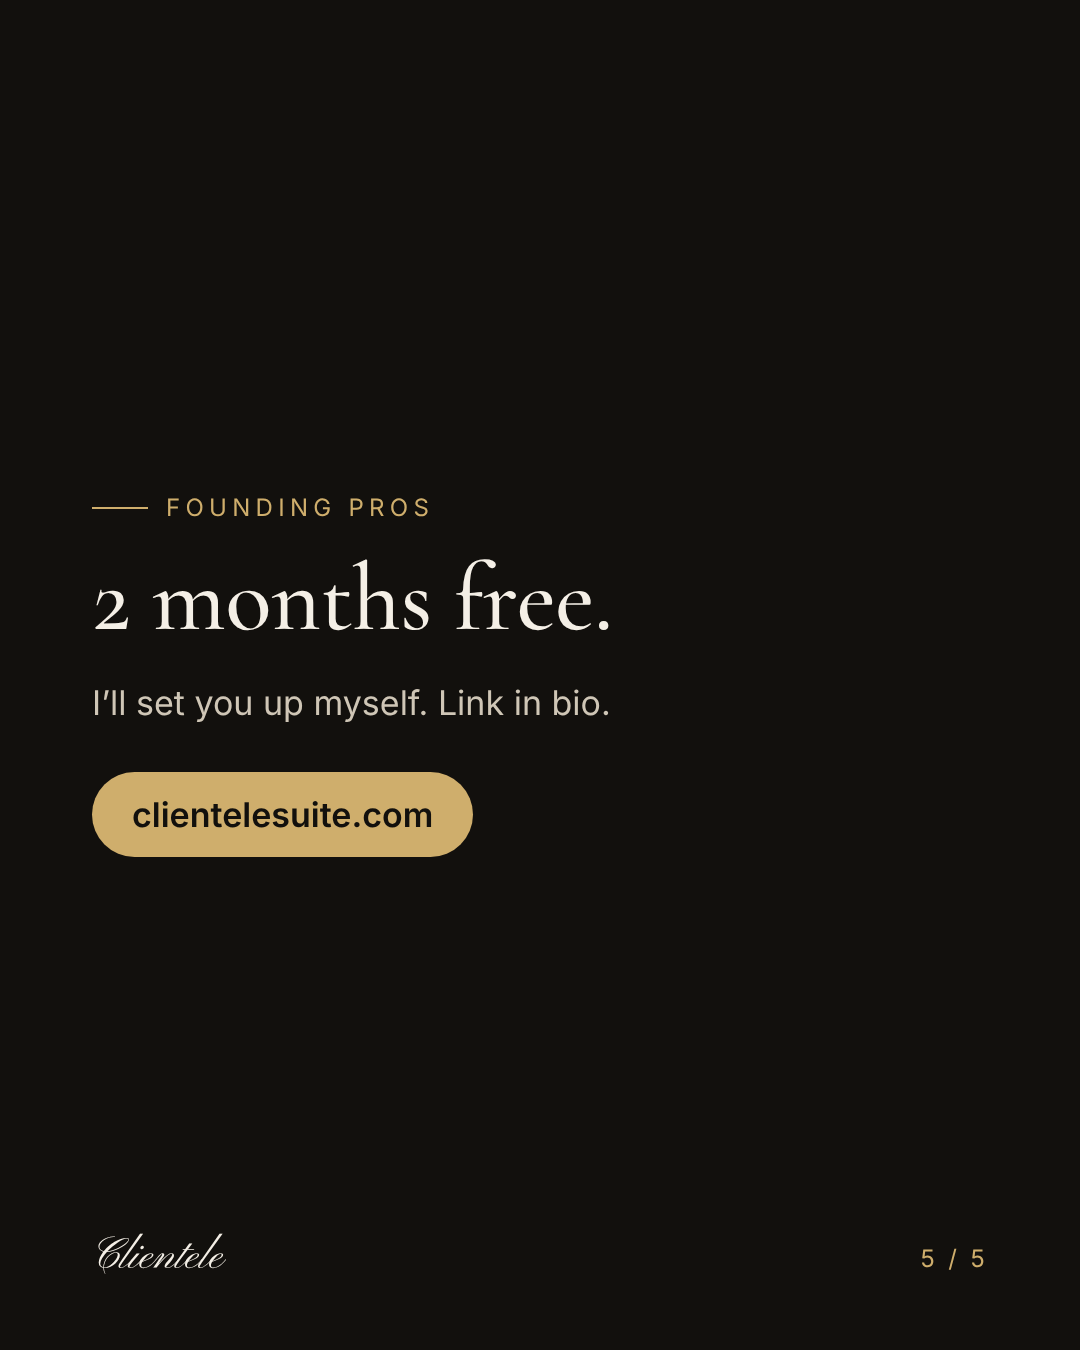 FOUNDING PROS
2 months free.
I’ll set you up myself. Link in bio.
clientelesuite.com
Clientele
5 / 5